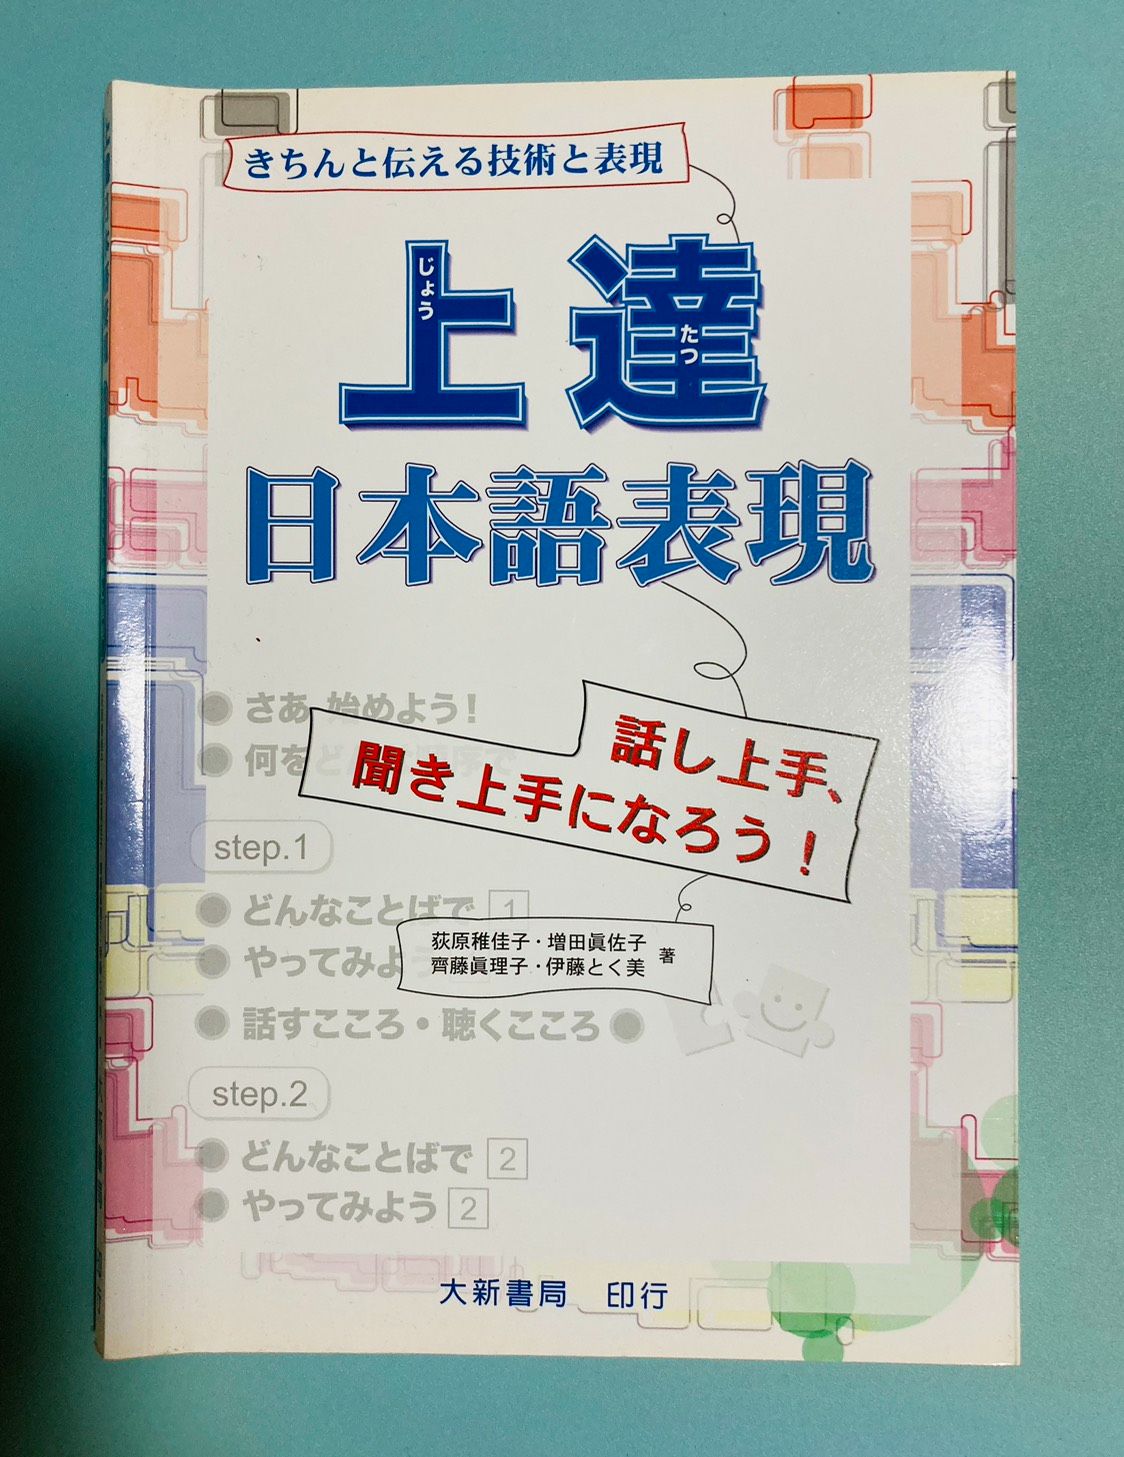 きちんと伝える技術と表現
上達
じょう
たつ
日本語表現
さあ 始めよう!
何を
話し上手、
聞き上手になろう！
step.1
どんなことばで 1
やってみよ
荻原稚佳子・増田眞佐子
齊藤眞理子・伊藤とく美
著
話すこころ・聴くこころ
step.2
どんなことばで 2
やってみよう 2
大新書局　印行